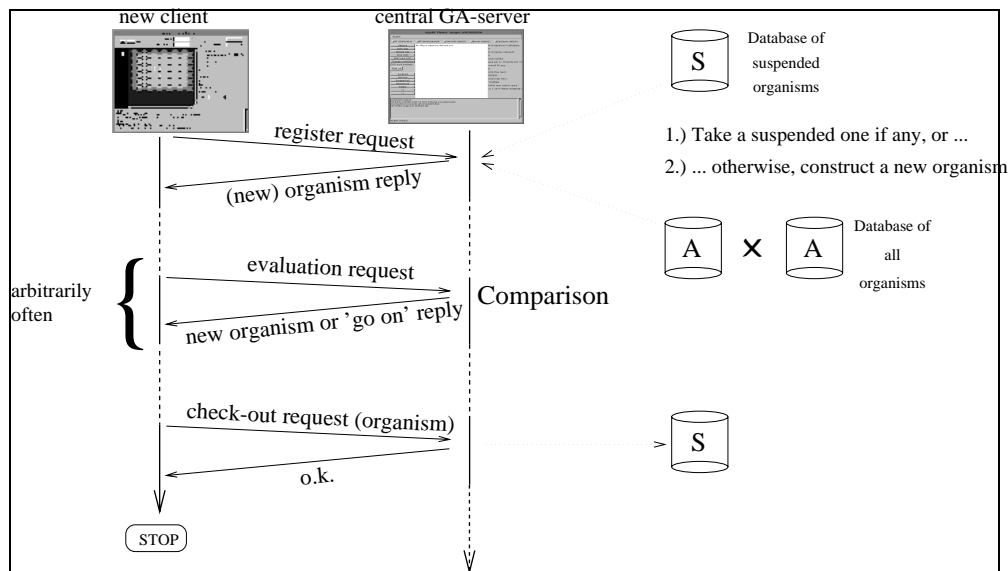 new client
central GA-server
S
Database of
suspended
organisms
register request
1.) Take a suspended one if any, or ...
2.) ... otherwise, construct a new organism
(new) organism reply
A
A
Database of
all
organisms
arbitrarily
often
evaluation request
Comparison
new organism or 'go on' reply
check-out request (organism)
S
o.k.
STOP